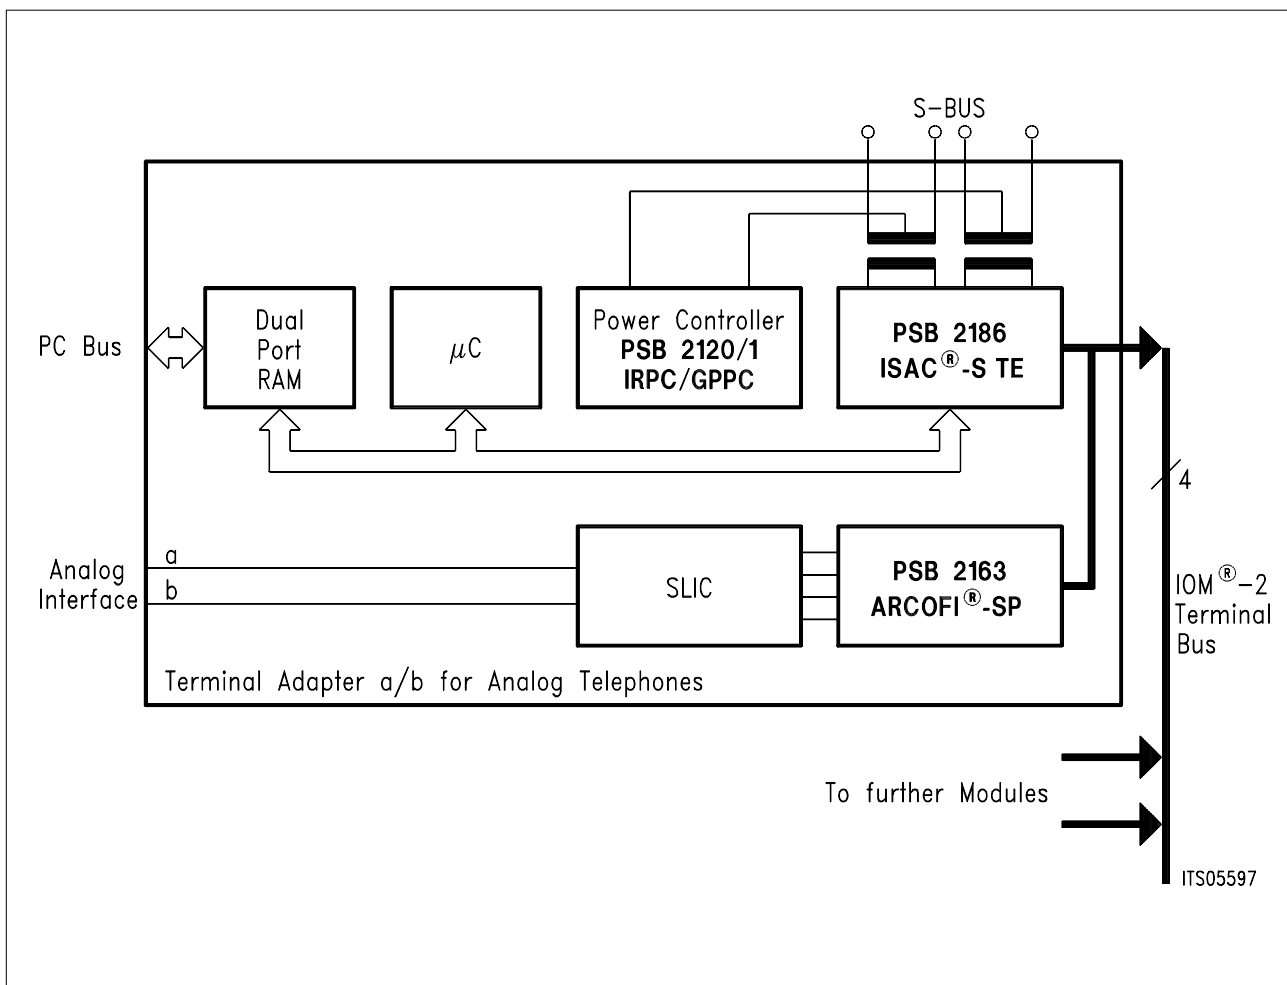 S-BUS
PC Bus
Dual
Port
RAM
μC
Power Controller
PSB 2120/1
IRPC/GPPC
PSB 2186
ISAC®-S TE
4
Analog
Interface
a
b
SLIC
PSB 2163
ARCOFI®-SP
IOM®-2
Terminal
Bus
Terminal Adapter a/b for Analog Telephones
To further Modules
ITS05597